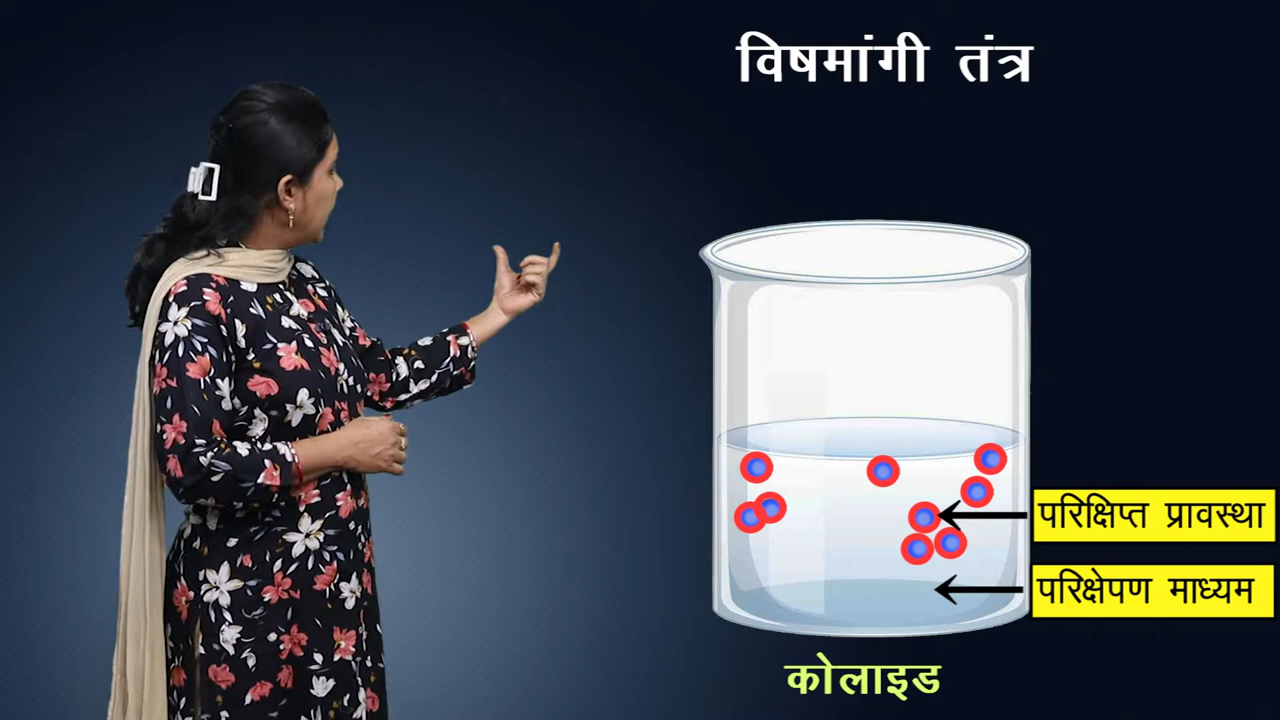 विषमांगी तंत्र
परिक्षिप्त प्रावस्था
परिक्षेपण माध्यम
कोलाइड